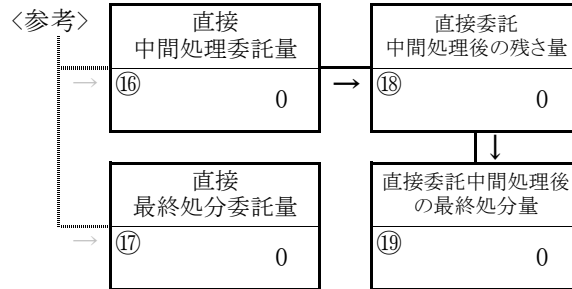 〈参考〉
直接
中間処理委託量
→
⑯
0
→
直接委託
中間処理後の残さ量
⑱
0
↓
直接
最終処分委託量
→
⑰
0
直接委託中間処理後
の最終処分量
⑲
0